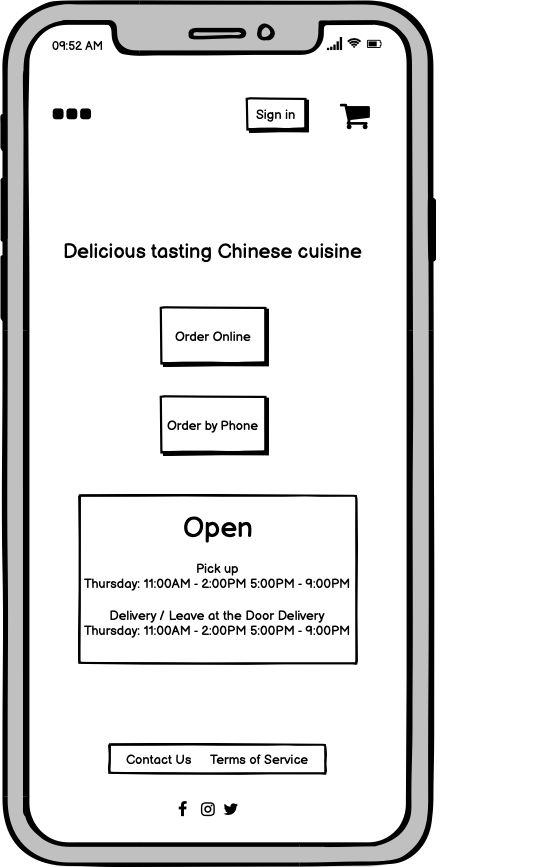 09:52 AM
Sign in
Delicious tasting Chinese cuisine
Order Online
Order by Phone
Open
Pick up
Thursday: 11:00AM - 2:00PM 5:00PM - 9:00PM
Delivery / Leave at the Door Delivery
Thursday: 11:00AM - 2:00PM 5:00PM - 9:00PM
Contact Us Terms of Service